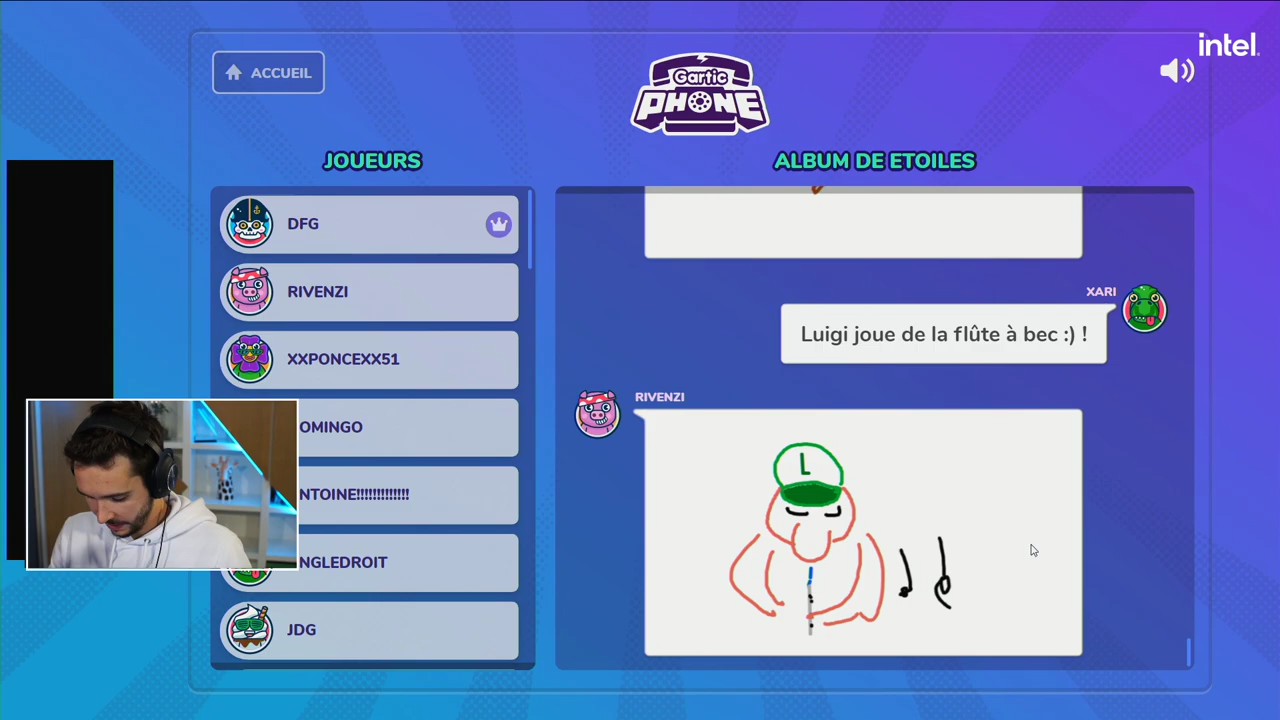 intel.
ACCUEIL
Gartic
PHONE
JOUEURS
ALBUM DE ETOILES
DFG
RIVENZI
XXPONCEXX51
OMINGO
NTOINE!!!!!!!!!!!!!
NGLEDROIT
JDG
XARI
Luigi joue de la flûte à bec :) !
RIVENZI
L